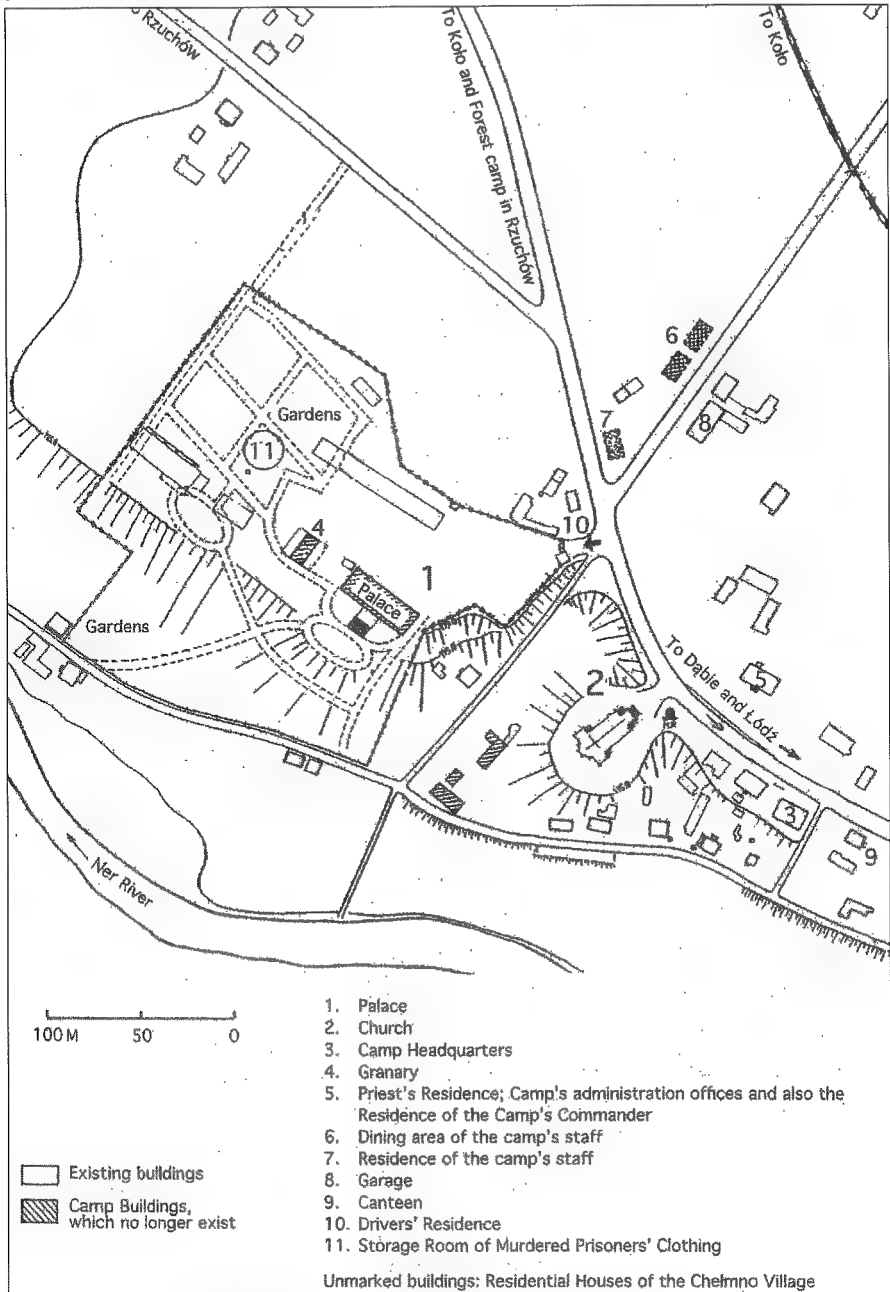 Rzuchów
To Koło and Forest camp in Rzuchów
To Koło
6
7
8
Gardens
11
10
4
1
Palace
Gardens
5
2
To Dąbie and Łódź
3
9
Ner River
100 M 50 0
1. Palace
2. Church
3. Camp Headquarters
4. Granary
5. Priest's Residence; Camp's administration offices and also the
Residence of the Camp's Commander
6. Dining area of the camp's staff
7. Residence of the camp's staff
8. Garage
9. Canteen
10. Drivers' Residence
11. Storage Room of Murdered Prisoners' Clothing
Unmarked buildings: Residential Houses of the Chełmno Village
Existing buildings
Camp Buildings,
which no longer exist